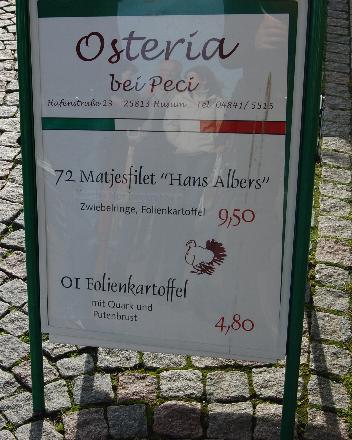 Osteria
bei Peci
Hafenstraße 23 25813 Husum Tel. 04841/5515
72 Matjesfilet "Hans Albers"
Zwiebelringe, Folienkartoffel 9,50
01 Folienkartoffel
mit Quark und
Putenbrust
4,80